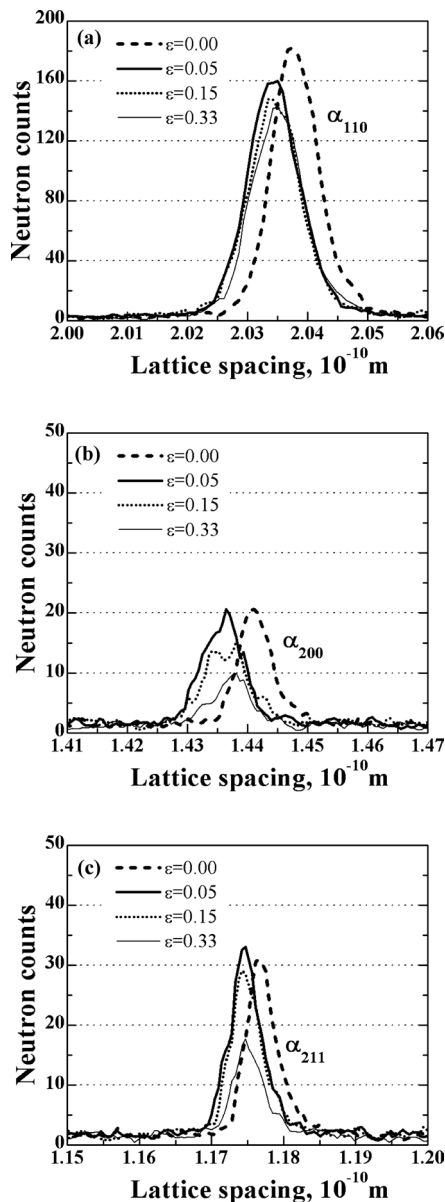 (a)
ε=0.00
ε=0.05
ε=0.15
ε=0.33
α110
Neutron counts
200
160
120
80
40
0
2.00 2.01 2.02 2.03 2.04 2.05 2.06
Lattice spacing, 10-10m
(b)
ε=0.00
ε=0.05
ε=0.15
ε=0.33
α200
Neutron counts
50
40
30
20
10
0
1.41 1.42 1.43 1.44 1.45 1.46 1.47
Lattice spacing, 10-10m
(c)
ε=0.00
ε=0.05
ε=0.15
ε=0.33
α211
Neutron counts
50
40
30
20
10
0
1.15 1.16 1.17 1.18 1.19 1.20
Lattice spacing, 10-10m